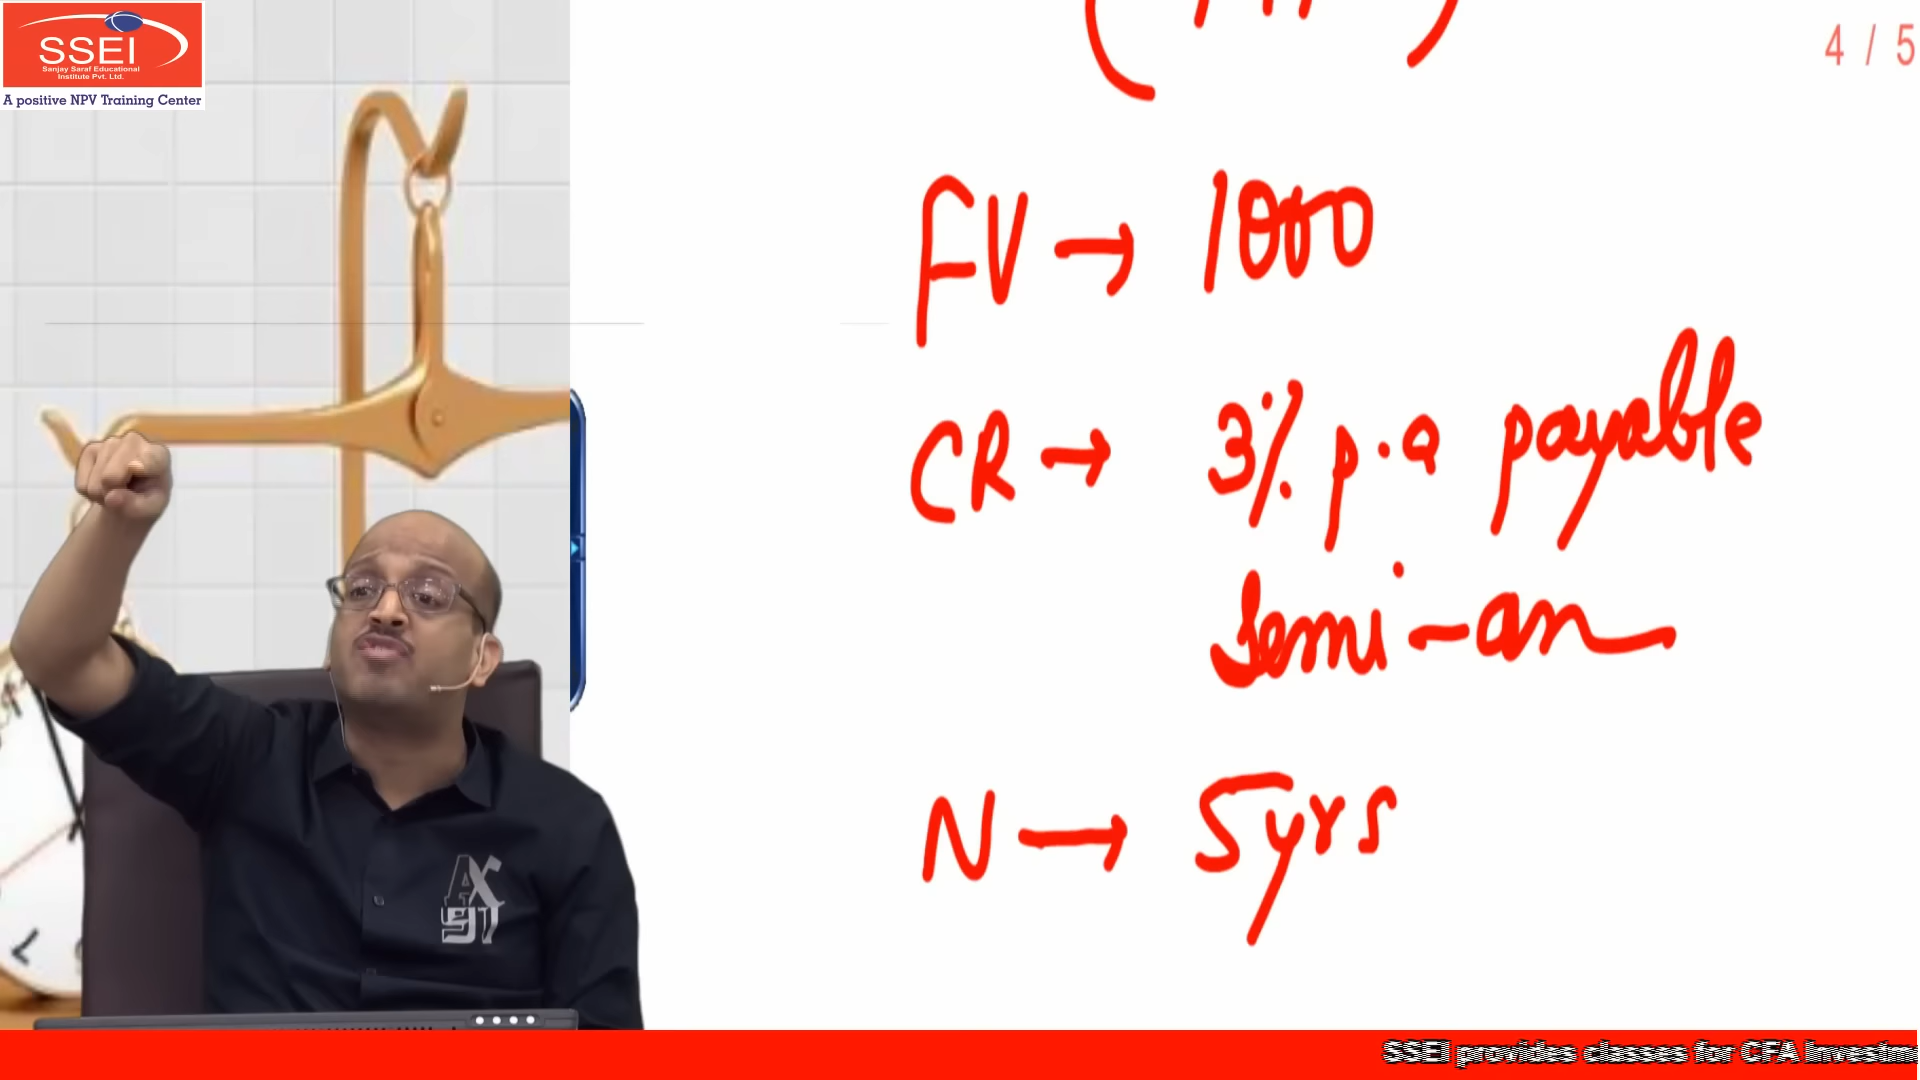 SSEI
Sanjay Saraf Educational
Institute Pvt. Ltd.
A positive NPV Training Center
4 / 5
FV → 1000
CR → 3% p.a payable
Semi-an
N → 5yrs
SSEI provides classes for CFA Investme